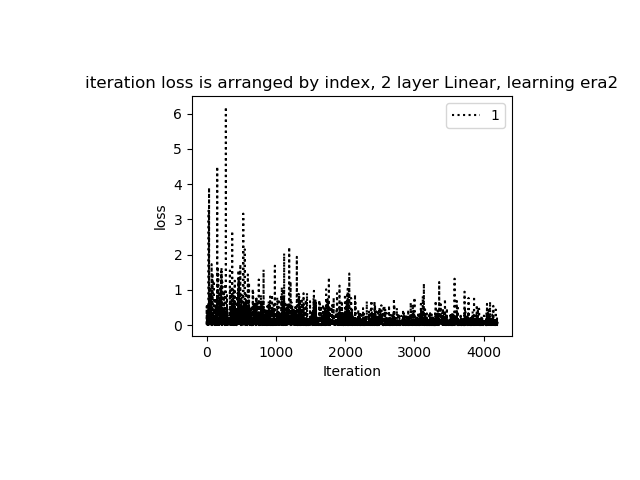 iteration loss is arranged by index, 2 layer Linear, learning era2
1
6
5
4
3
2
1
0
loss
0 1000 2000 3000 4000
Iteration